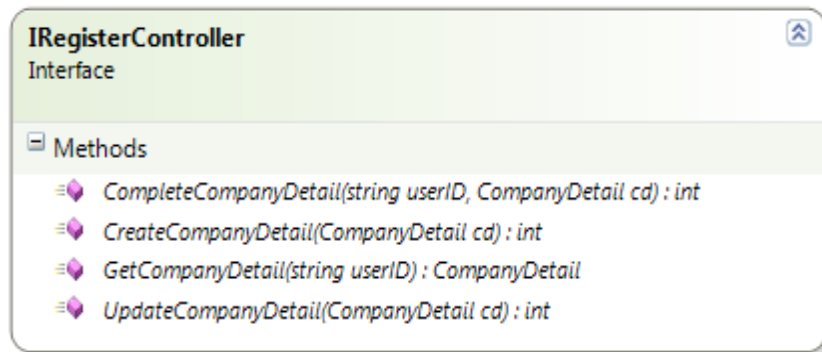 IRegisterController
Interface
Methods
CompleteCompanyDetail(string userID, CompanyDetail cd) : int
CreateCompanyDetail(CompanyDetail cd) : int
GetCompanyDetail(string userID) : CompanyDetail
UpdateCompanyDetail(CompanyDetail cd) : int